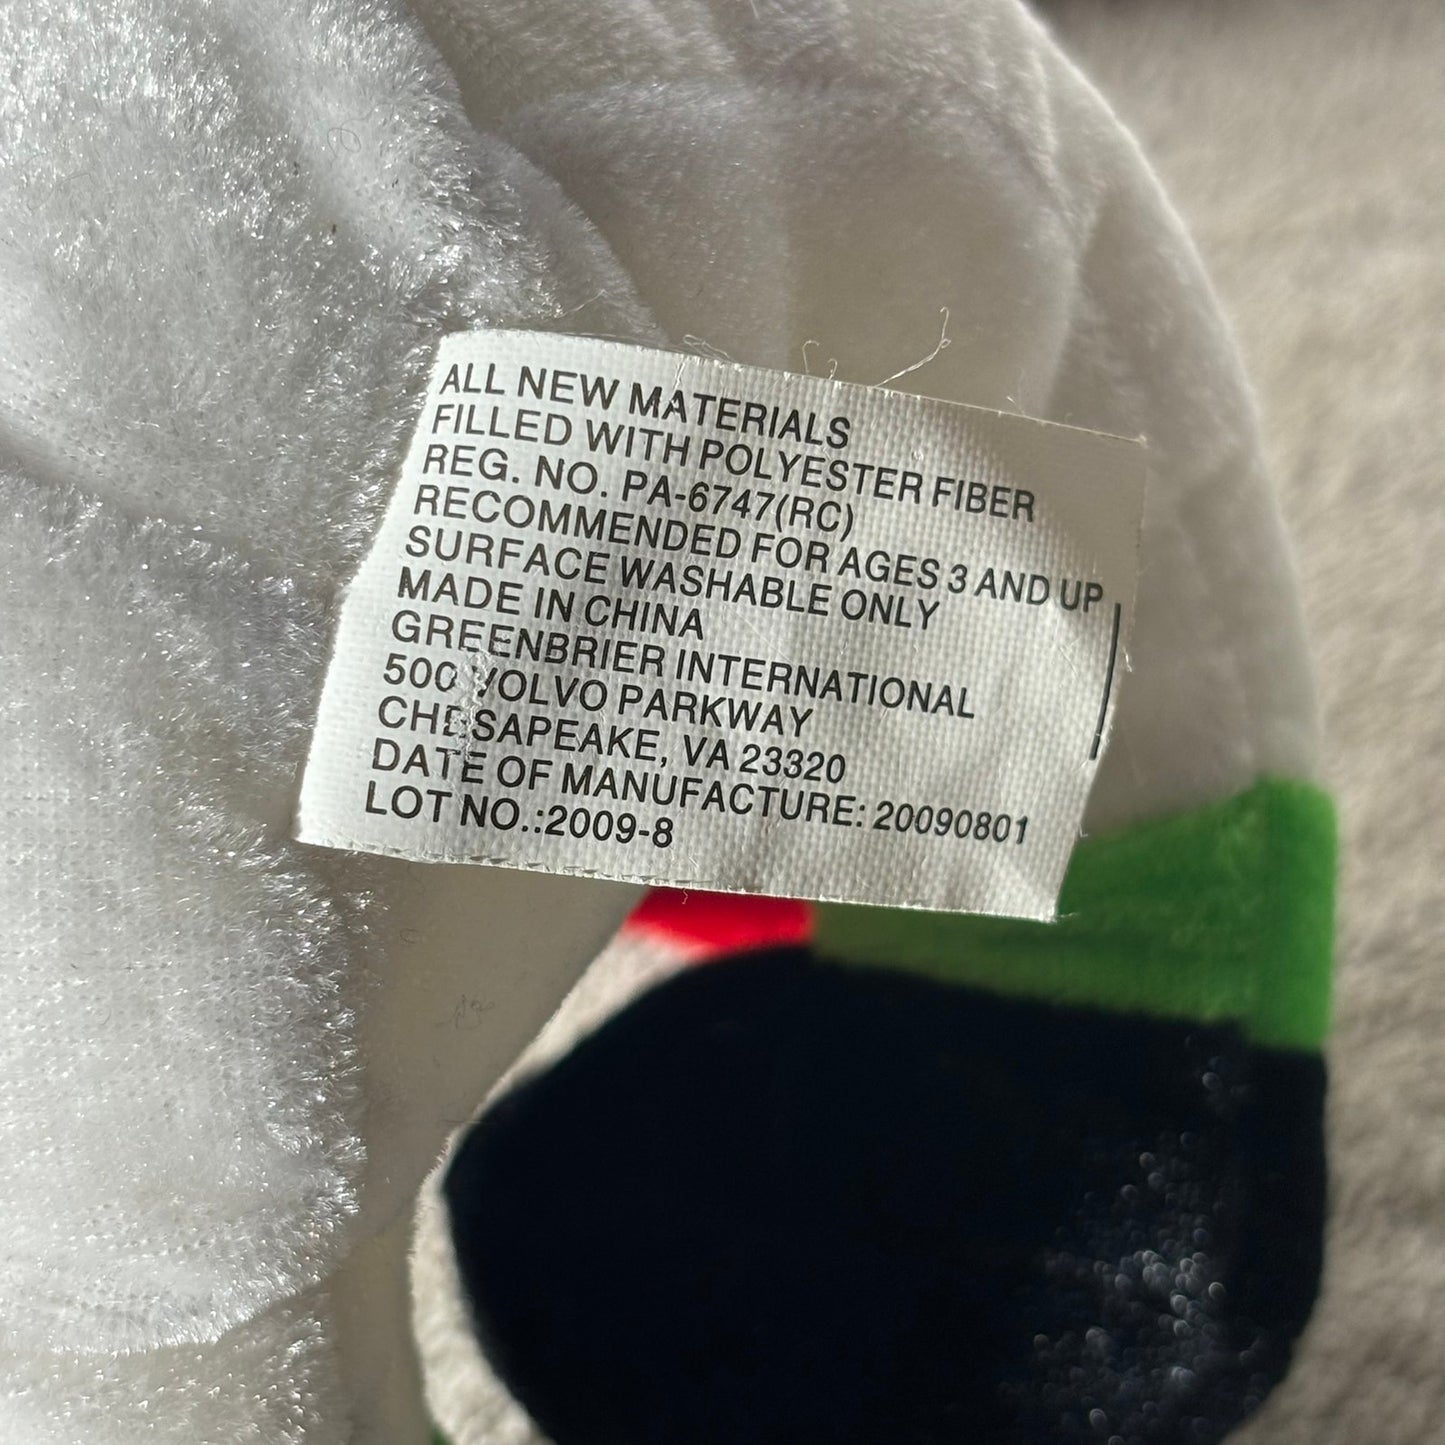 ALL NEW MATERIALS
FILLED WITH POLYESTER FIBER
REG. NO. PA-6747(RC)
RECOMMENDED FOR AGES 3 AND UP
SURFACE WASHABLE ONLY
MADE IN CHINA
GREENBRIER INTERNATIONAL
500 VOLVO PARKWAY
CHESAPEAKE, VA 23320
DATE OF MANUFACTURE: 20090801
LOT NO.:2009-8